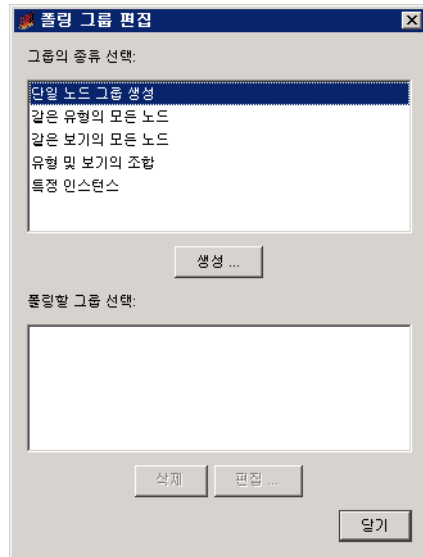 폴링 그룹 편집
그룹의 종류 선택:
단일 노드 그룹 생성
같은 유형의 모든 노드
같은 보기의 모든 노드
유형 및 보기의 조합
특정 인스턴스
생성 ...
폴링할 그룹 선택:
삭제 편집 ...
닫기